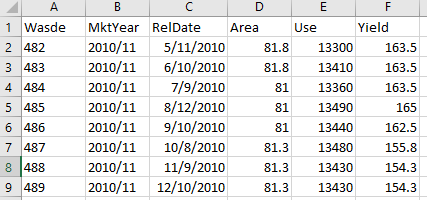 A B C D E F
1 Wasde MktYear RelDate Area Use Yield
2 482 2010/11 5/11/2010 81.8 13300 163.5
3 483 2010/11 6/10/2010 81.8 13410 163.5
4 484 2010/11 7/9/2010 81 13360 163.5
5 485 2010/11 8/12/2010 81 13490 165
6 486 2010/11 9/10/2010 81 13440 162.5
7 487 2010/11 10/8/2010 81.3 13480 155.8
8 488 2010/11 11/9/2010 81.3 13430 154.3
9 489 2010/11 12/10/2010 81.3 13430 154.3